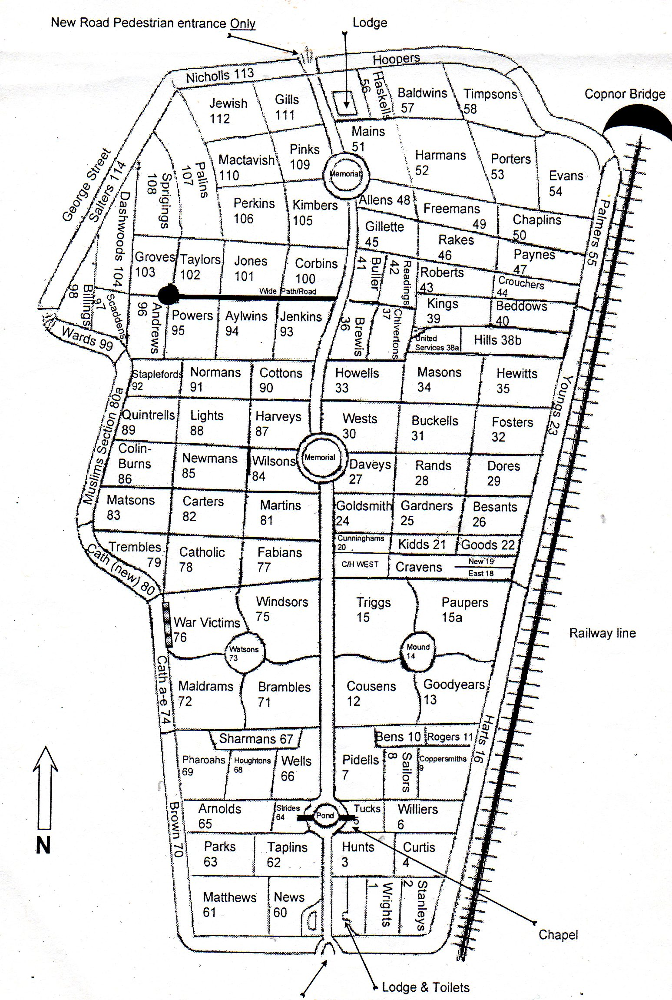 New Road Pedestrian entrance Only
Lodge
Hoopers
Nicholls 113
Copnor Bridge
Jewish
112
Gills
111
56
Haskells
Baldwins
57
Timpsons
58
George Street
Salters 114
Mactavish
110
Pinks
109
Mains
51
Memorial
Harmans
52
Porters
53
Evans
54
Sprigings
108
Palins
107
Dashwoods 104
Perkins
106
Kimbers
105
Allens 48
Freemans
49
Chaplins
50
Palmers 55
Gillette
45
Rakes
46
Paynes
47
Groves
103
Taylors
102
Jones
101
Corbins
100
Buller
41
Readings
42
Roberts
43
Crouchers
44
Wide Path/Road
Billings
98
Scaddens
97
Andrews
96
Powers
95
Aylwins
94
Jenkins
93
Brewis
36
Chivertons
37
Kings
39
Beddows
40
Wards 99
United
Services 38a
Hills 38b
Staplefords
92
Normans
91
Cottons
90
Howells
33
Masons
34
Hewitts
35
Youngs 23
Muslims Section 80a
Quintrells
89
Lights
88
Harveys
87
Wests
30
Buckells
31
Fosters
32
Colin-
Burns
86
Newmans
85
Wilsons
84
Memorial
Daveys
27
Rands
28
Dores
29
Matsons
83
Carters
82
Martins
81
Goldsmith
24
Gardners
25
Besants
26
Cunninghams
20
Kidds 21
Goods 22
Trembles
79
Cath (new) 80
Catholic
78
Fabians
77
C/H WEST
Cravens
New 19
East 18
Windsors
75
Triggs
15
Paupers
15a
War Victims
76
Watsons
73
Mound
14
Railway line
Cath a-e 74
Maldrams
72
Brambles
71
Cousens
12
Goodyears
13
Harts 16
Sharmans 67
Bens 10
Rogers 11
Pharoahs
69
Houghtons
68
Wells
66
Pidells
7
Sailors
8
Coppersmiths
9
Brown 70
Arnolds
65
Strides
64
Pond
Tucks
5
Williers
6
N
Parks
63
Taplins
62
Hunts
3
Curtis
4
Matthews
61
News
60
Wrights
1
Stanleys
2
Chapel
Lodge & Toilets